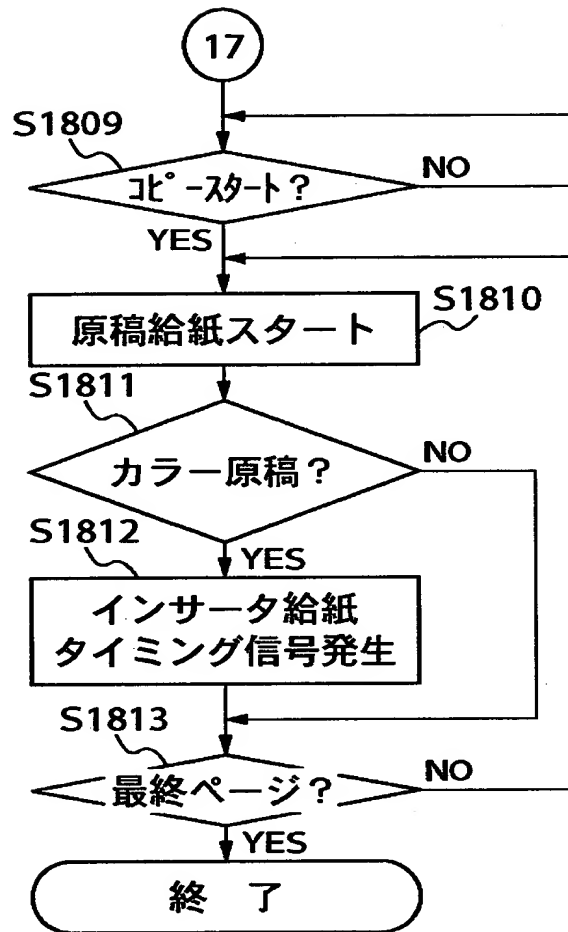 17
S1809
コピースタート？
NO
YES
S1810
原稿給紙スタート
S1811
カラー原稿？
NO
S1812
YES
インサータ給紙
タイミング信号発生
S1813
最終ページ？
NO
YES
終 了